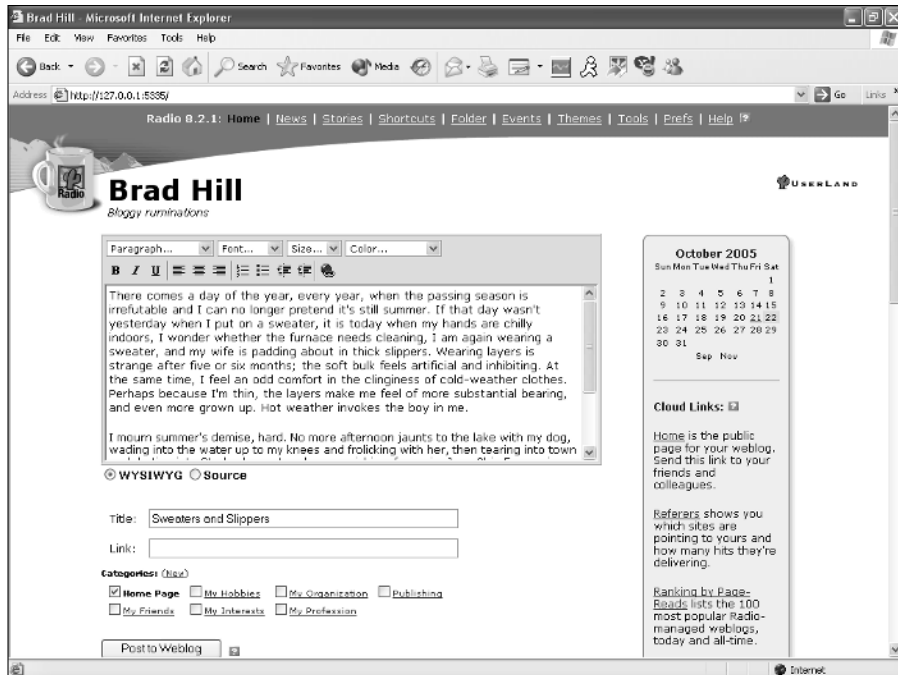 Brad Hill - Microsoft Internet Explorer
File Edit View Favorites Tools Help
Back Search Favorites Media
Address http://127.0.0.1:5335/ Go Links
Radio 8.2.1: Home | News | Stories | Shortcuts | Folder | Events | Themes | Tools | Prefs | Help
Radio
Brad Hill
USERLAND
Bloggy ruminations
Paragraph... Font... Size... Color...
B I U
There comes a day of the year, every year, when the passing season is
irrefutable and I can no longer pretend it's still summer. If that day wasn't
yesterday when I put on a sweater, it is today when my hands are chilly
indoors, I wonder whether the furnace needs cleaning, I am again wearing a
sweater, and my wife is padding about in thick slippers. Wearing layers is
strange after five or six months; the soft bulk feels artificial and inhibiting. At
the same time, I feel an odd comfort in the clinginess of cold-weather clothes.
Perhaps because I'm thin, the layers make me feel of more substantial bearing,
and even more grown up. Hot weather invokes the boy in me.
I mourn summer's demise, hard. No more afternoon jaunts to the lake with my dog,
wading into the water up to my knees and frolicking with her, then tearing into town
WYSIWYG Source
Title: Sweaters and Slippers
Link:
Categories: (New)
Home Page My Hobbies My Organization Publishing
My Friends My Interests My Profession
Post to Weblog
October 2005
Sun Mon Tue Wed Thu Fri Sat
1
2 3 4 5 6 7 8
9 10 11 12 13 14 15
16 17 18 19 20 21 22
23 24 25 26 27 28 29
30 31
Sep Nov
Cloud Links:
Home is the public
page for your weblog.
Send this link to your
friends and
colleagues.
Referers shows you
which sites are
pointing to yours and
how many hits they're
delivering.
Ranking by Page-
Reads lists the 100
most popular Radio-
managed weblogs,
today and all-time.
Internet